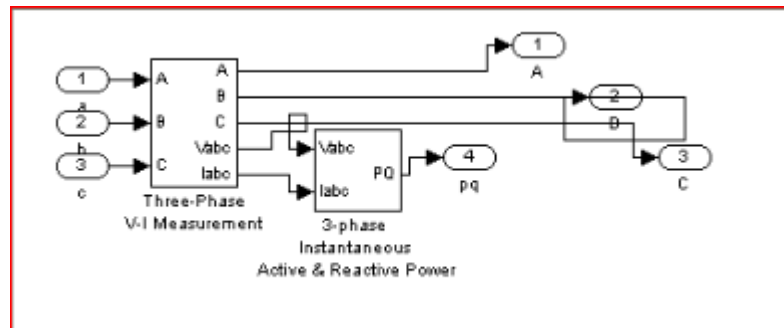 1
A
1
a
A
A
B
2
D
2
b
B
C
3
C
3
c
C
Vabc
Iabc
Vabc
Iabc
PQ
4
pq
Three-Phase
V-I Measurement
3-phase
Instantaneous
Active & Reactive Power